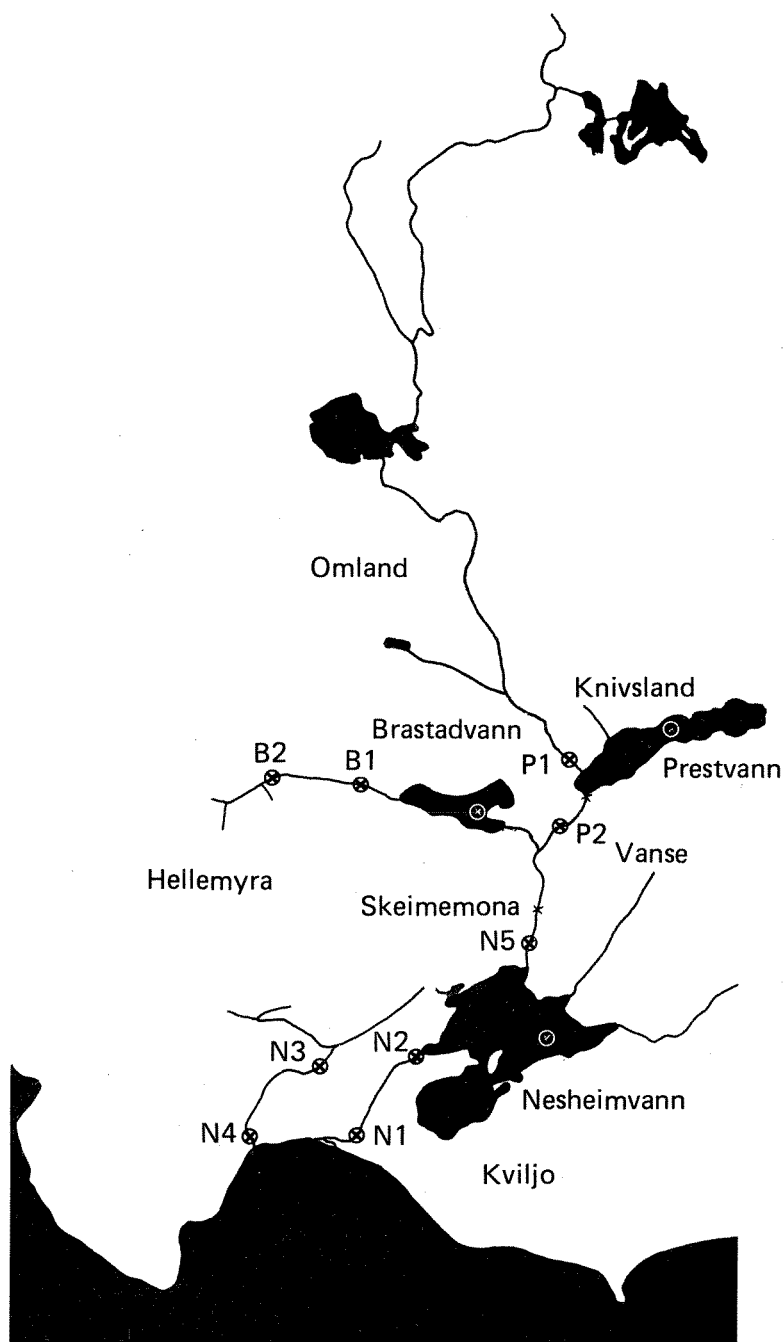 Omland
Knivsland
Brastadvann
B2
B1
P1
Prestvann
P2
Vanse
Hellemyra
Skeimemona
N5
N3
N2
Nesheimvann
N4
N1
Kviljo